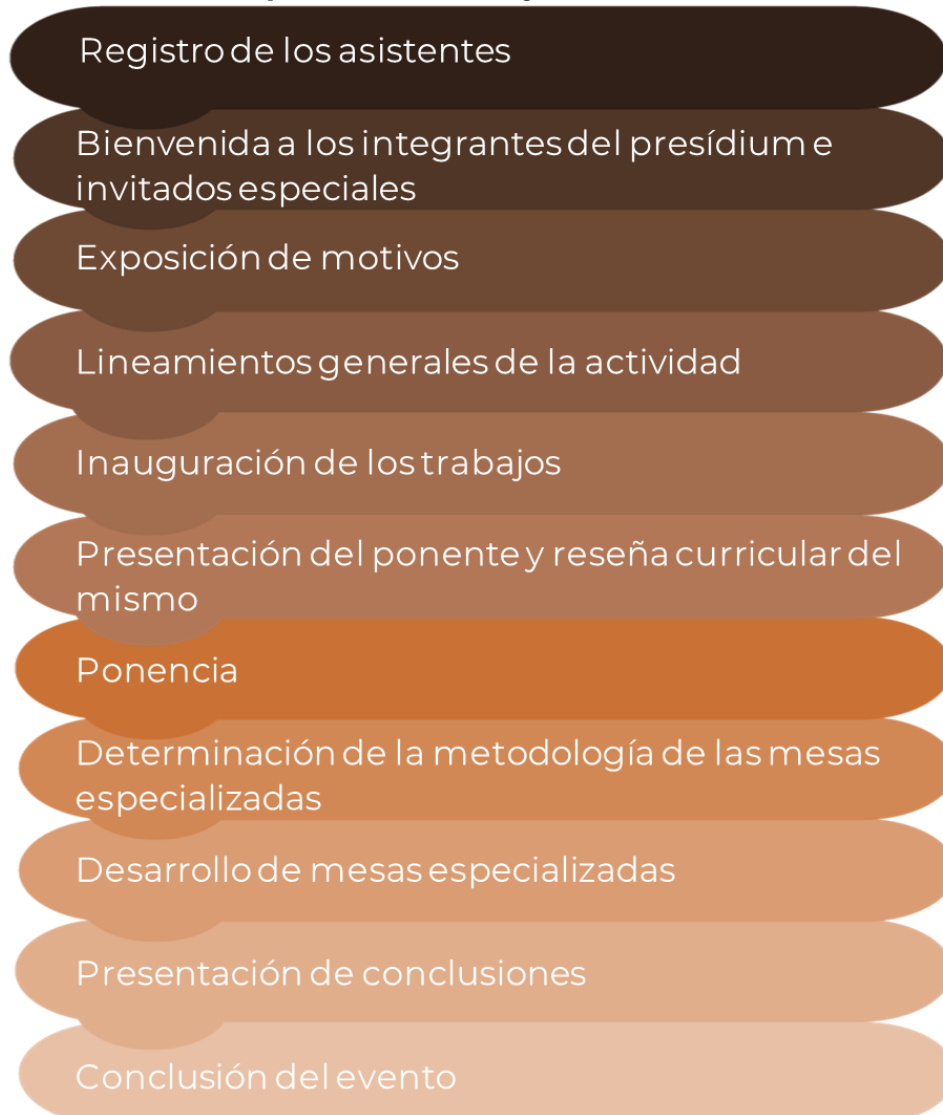 Registro de los asistentes
Bienvenida a los integrantes del presídium e
invitados especiales
Exposición de motivos
Lineamientos generales de la actividad
Inauguración de los trabajos
Presentación del ponente y reseña curricular del
mismo
Ponencia
Determinación de la metodología de las mesas
especializadas
Desarrollo de mesas especializadas
Presentación de conclusiones
Conclusión del evento